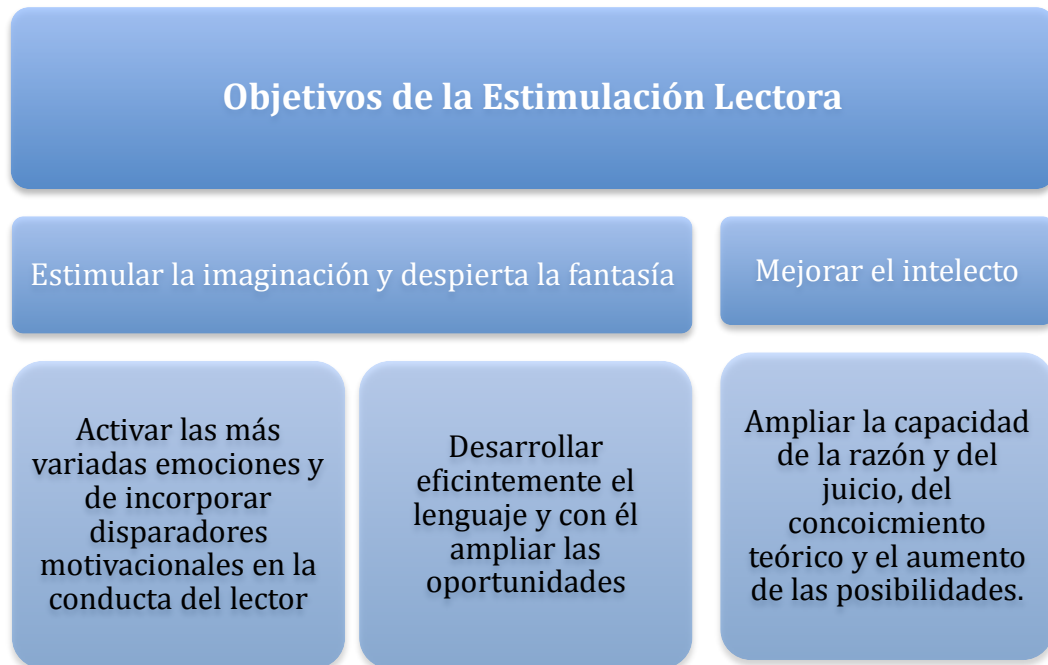 Objetivos de la Estimulación Lectora
Estimular la imaginación y despierta la fantasía
Mejorar el intelecto
Activar las más
variadas emociones y
de incorporar
disparadores
motivacionales en la
conducta del lector
Desarrollar
eficintemente el
lenguaje y con él
ampliar las
oportunidades
Ampliar la capacidad
de la razón y del
juicio, del
concoicmiento
teórico y el aumento
de las posibilidades.